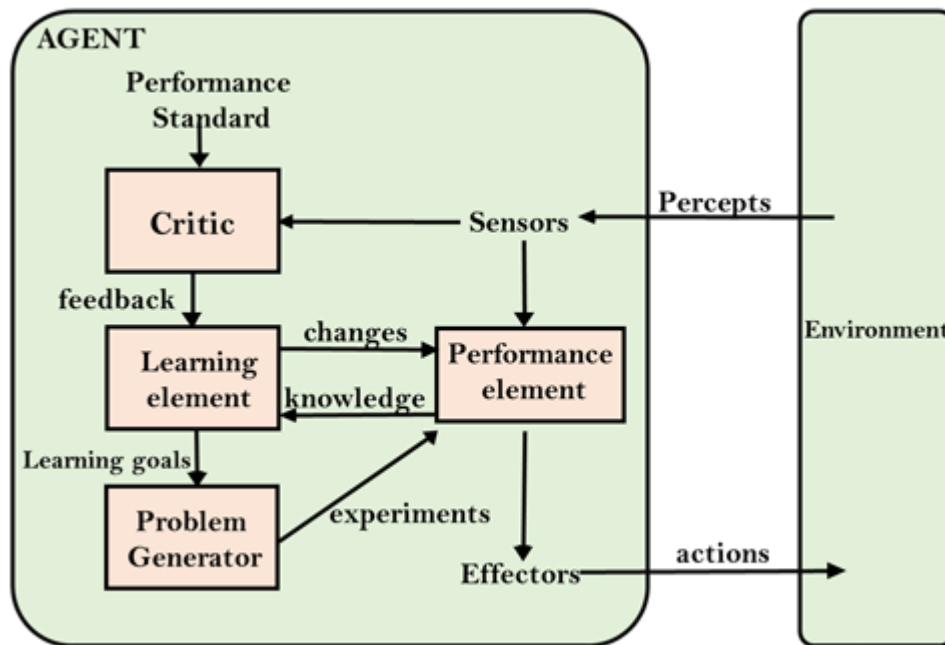 AGENT
Performance
Standard
Critic
Sensors
Percepts
feedback
changes
Environment
Learning
element
Performance
element
knowledge
Learning goals
Problem
Generator
experiments
Effectors
actions